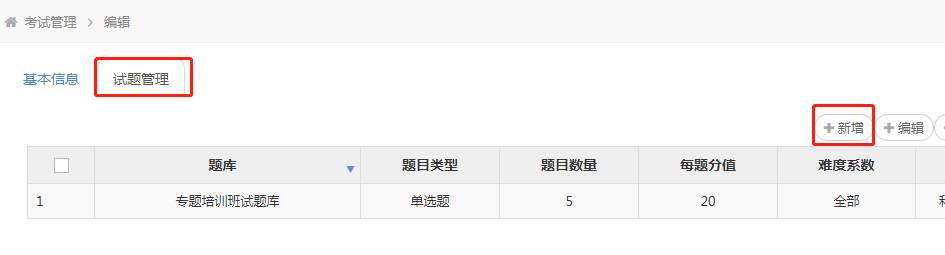 考试管理 > 编辑
基本信息 试题管理
+ 新增 + 编辑
题库 题目类型 题目数量 每题分值 难度系数
1 专题培训班试题库 单选题 5 20 全部